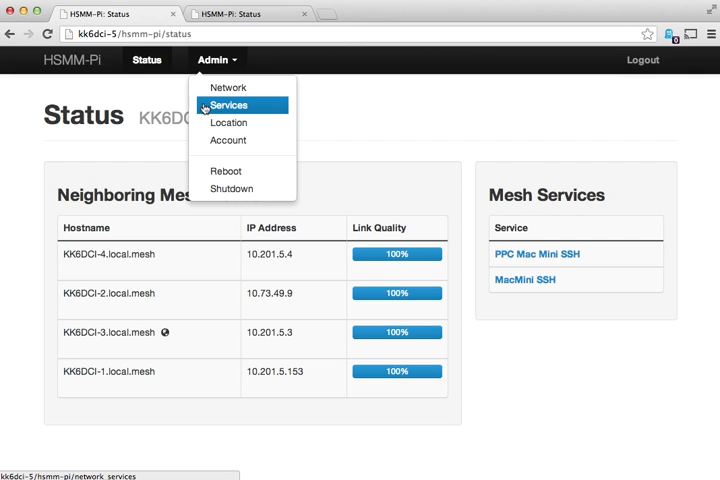 HSMM-Pi: Status
HSMM-Pi: Status
kk6dci-5/hsmm-pi/status
0
HSMM-Pi
Status
Admin
Logout
Network
Services
Location
Account
Reboot
Shutdown
Status KK6DC
Neighboring Me
Hostname IP Address Link Quality
KK6DCI-4.local.mesh 10.201.5.4 100%
KK6DCI-2.local.mesh 10.73.49.9 100%
KK6DCI-3.local.mesh 10.201.5.3 100%
KK6DCI-1.local.mesh 10.201.5.153 100%
Mesh Services
Service
PPC Mac Mini SSH
MacMini SSH
kk6dci-5/hsmm-pi/network_services